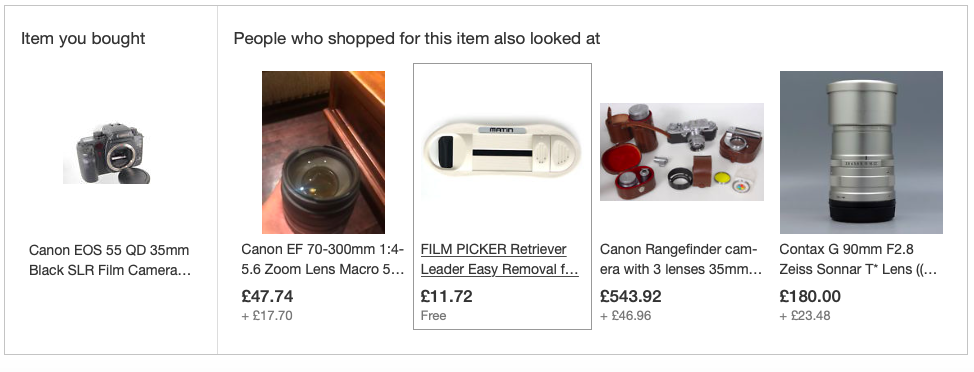 Item you bought
People who shopped for this item also looked at
MATIN
Canon EOS 55 QD 35mm
Black SLR Film Camera...
Canon EF 70-300mm 1:4-
5.6 Zoom Lens Macro 5...
£47.74
+ £17.70
FILM PICKER Retriever
Leader Easy Removal f...
£11.72
Free
Canon Rangefinder cam-
era with 3 lenses 35mm...
£543.92
+ £46.96
Contax G 90mm F2.8
Zeiss Sonnar T* Lens ((...
£180.00
+ £23.48